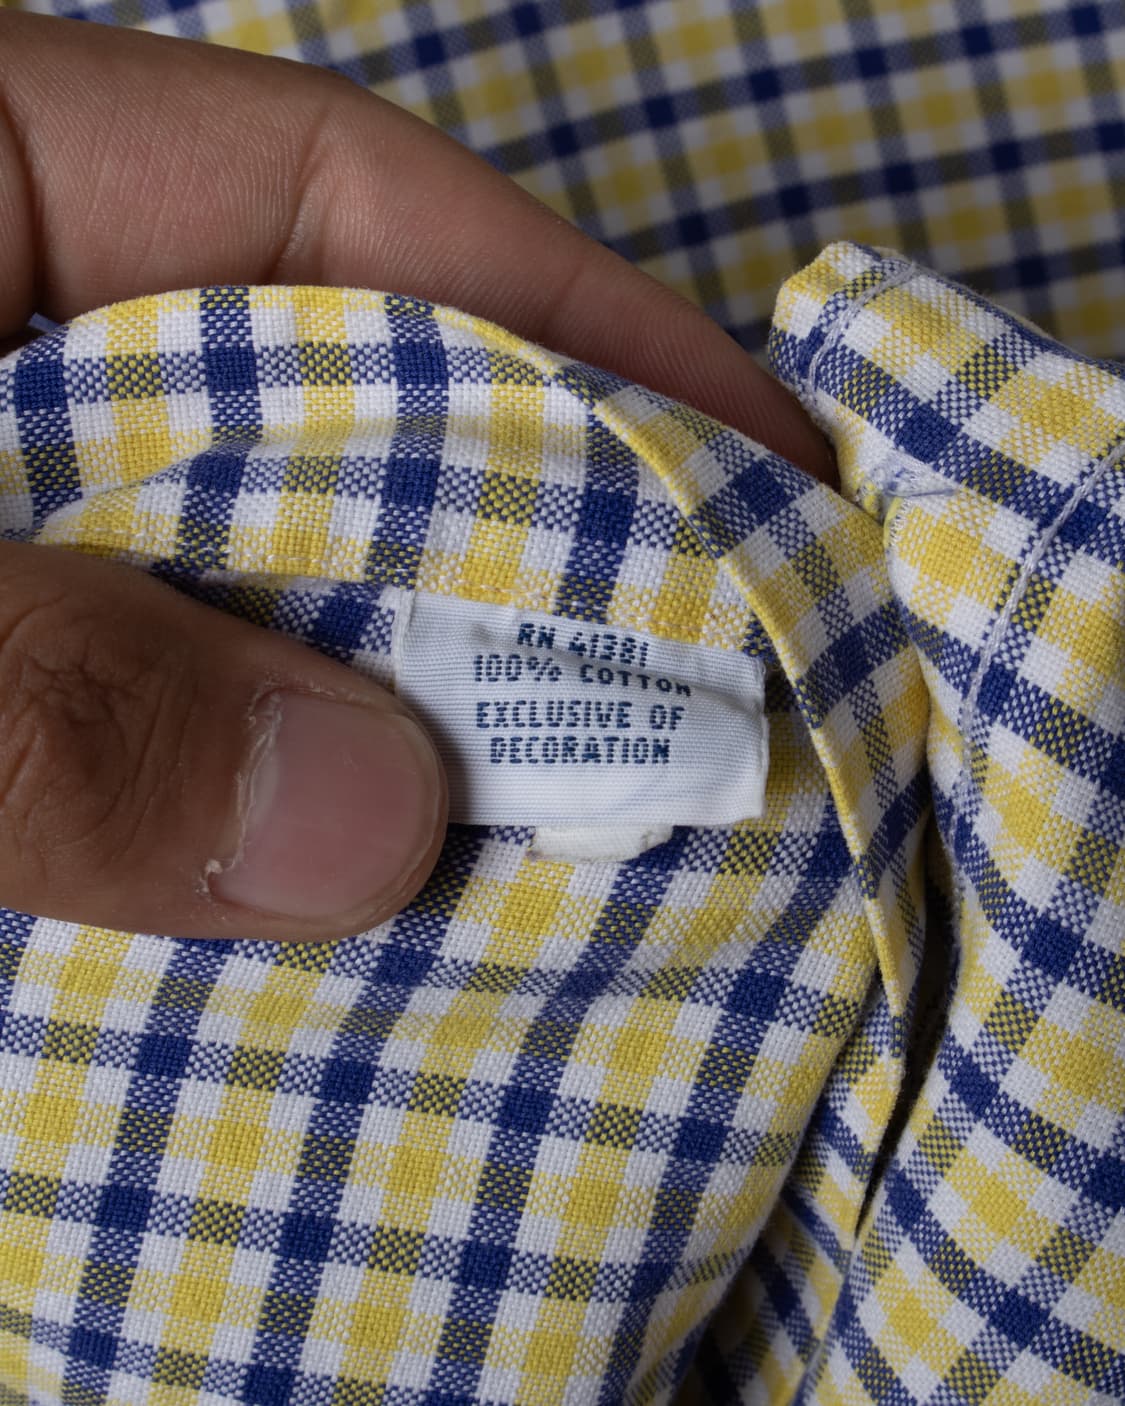 RN 41381
100% COTTON
EXCLUSIVE OF
DECORATION